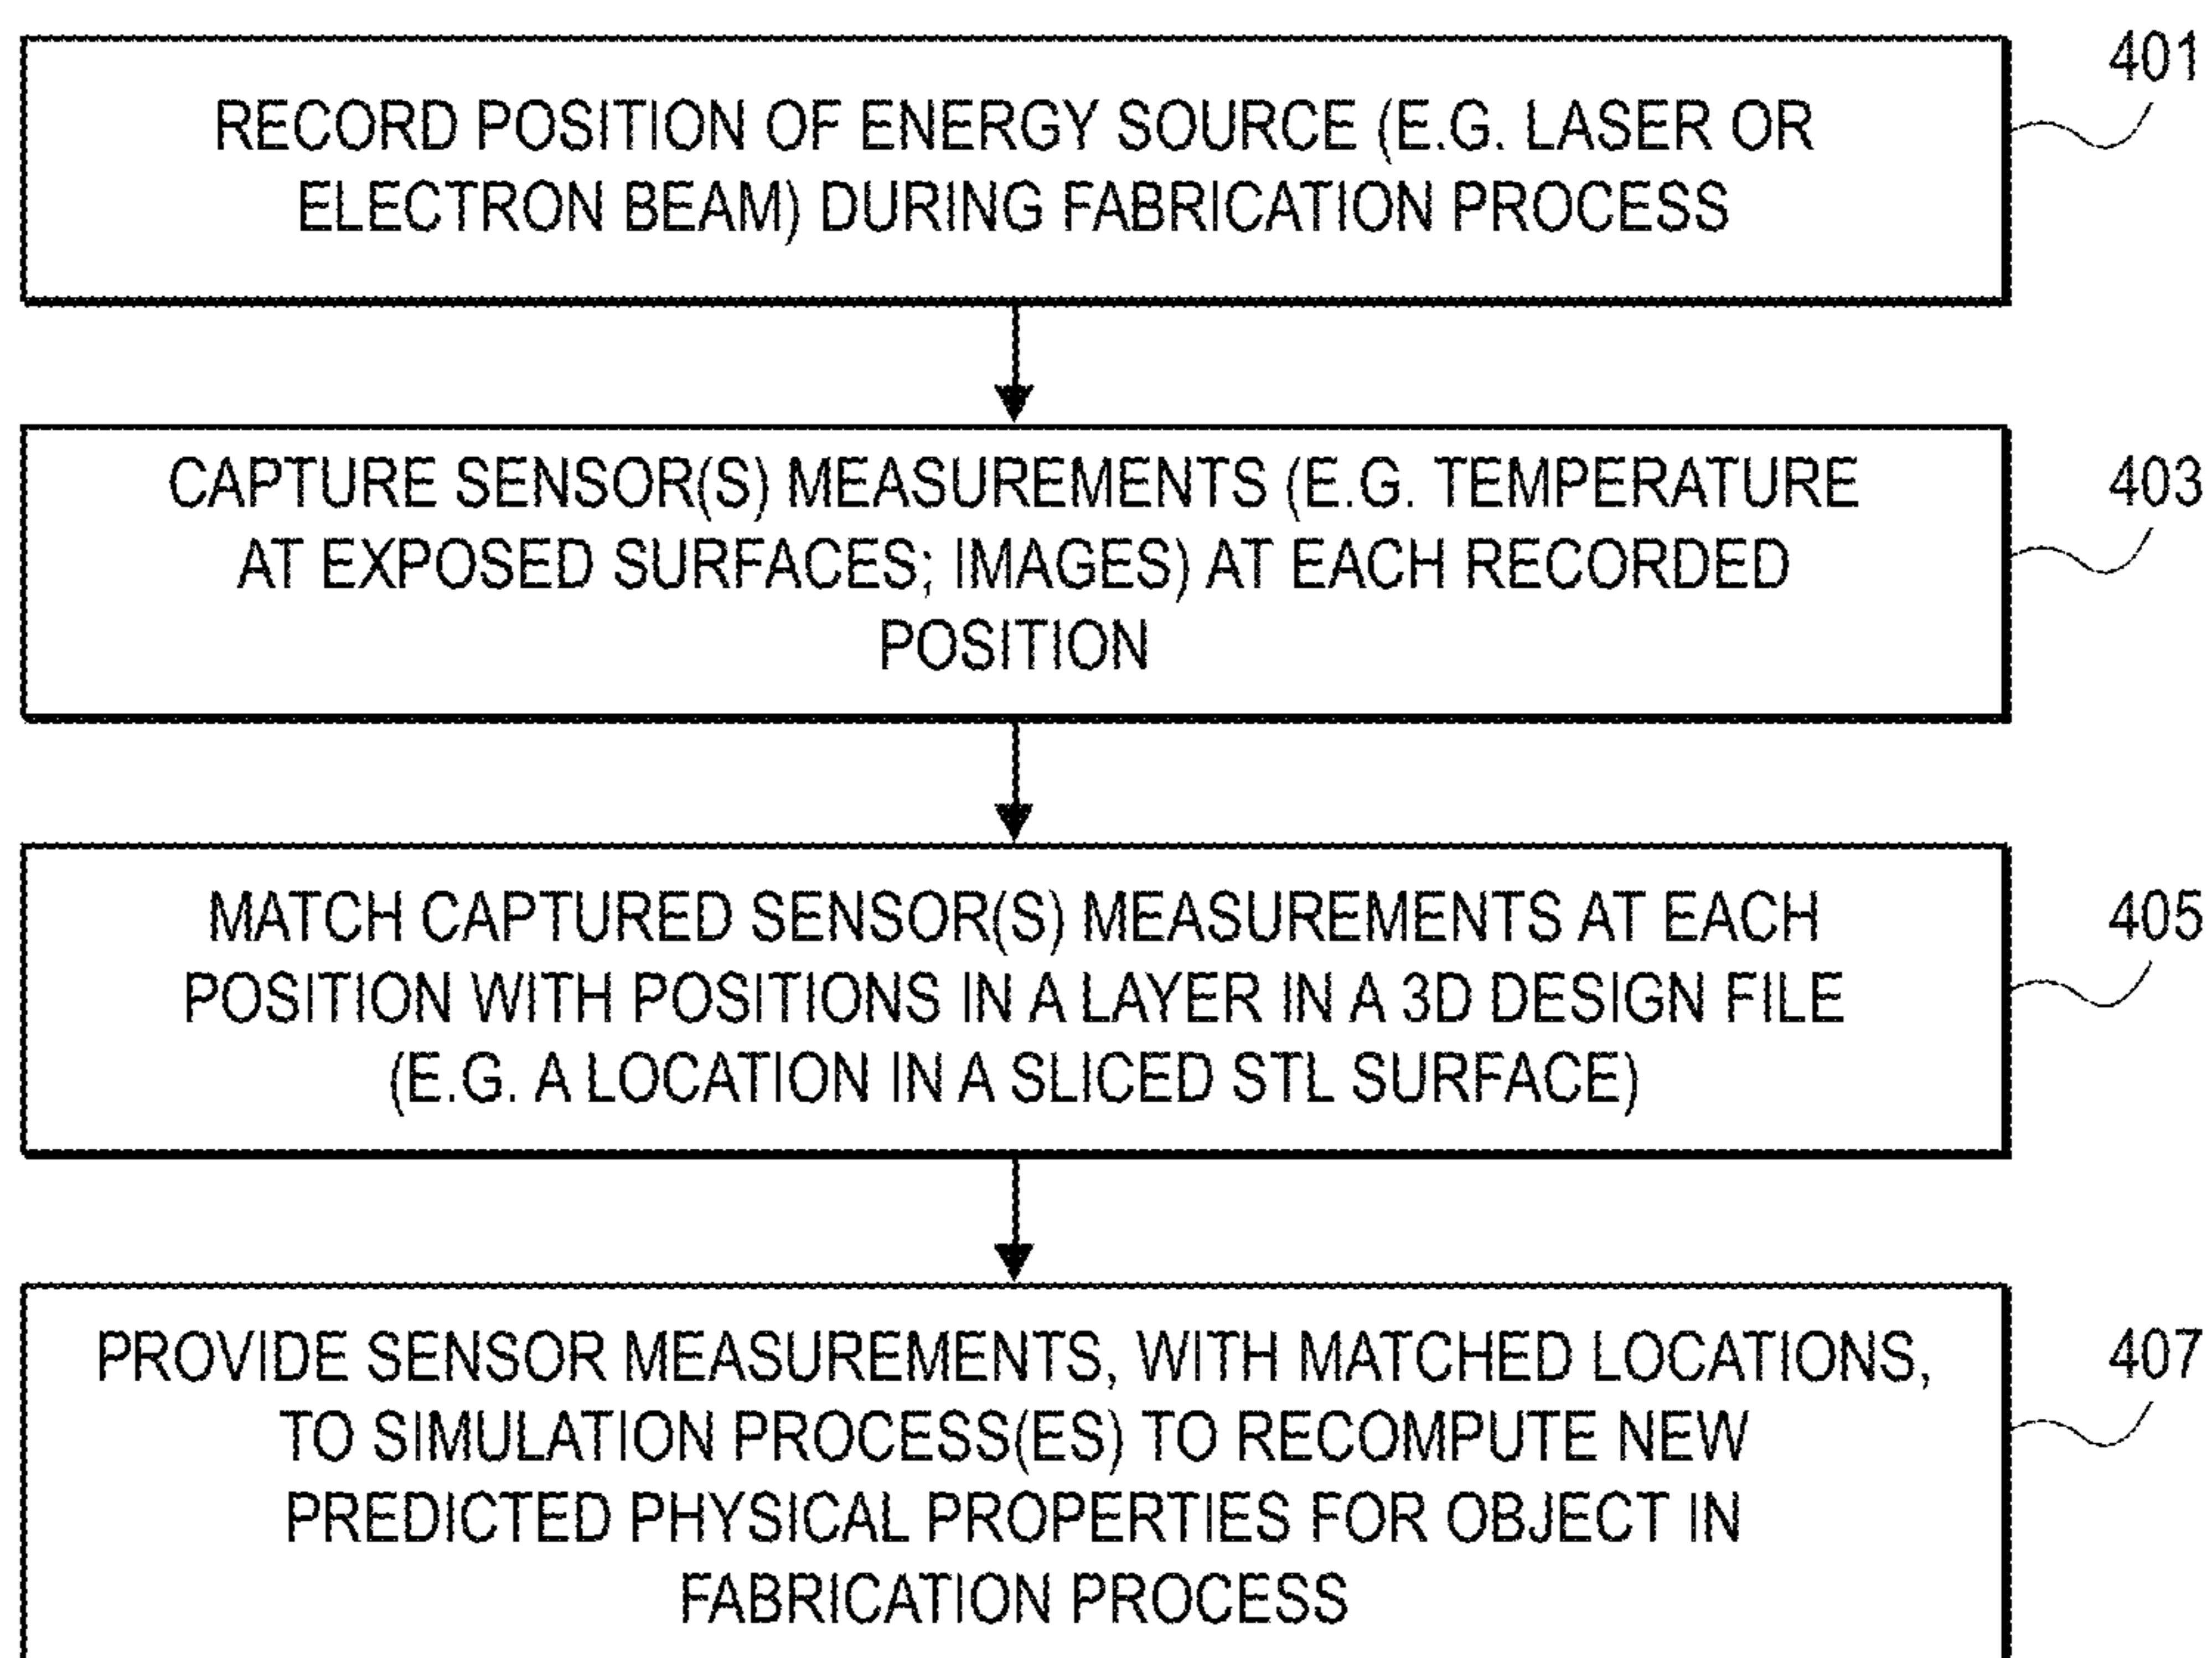 401
RECORD POSITION OF ENERGY SOURCE (E.G. LASER OR
ELECTRON BEAM) DURING FABRICATION PROCESS
403
CAPTURE SENSOR(S) MEASUREMENTS (E.G. TEMPERATURE
AT EXPOSED SURFACES; IMAGES) AT EACH RECORDED
POSITION
405
MATCH CAPTURED SENSOR(S) MEASUREMENTS AT EACH
POSITION WITH POSITIONS IN A LAYER IN A 3D DESIGN FILE
(E.G. A LOCATION IN A SLICED STL SURFACE)
407
PROVIDE SENSOR MEASUREMENTS, WITH MATCHED LOCATIONS,
TO SIMULATION PROCESS(ES) TO RECOMPUTE NEW
PREDICTED PHYSICAL PROPERTIES FOR OBJECT IN
FABRICATION PROCESS